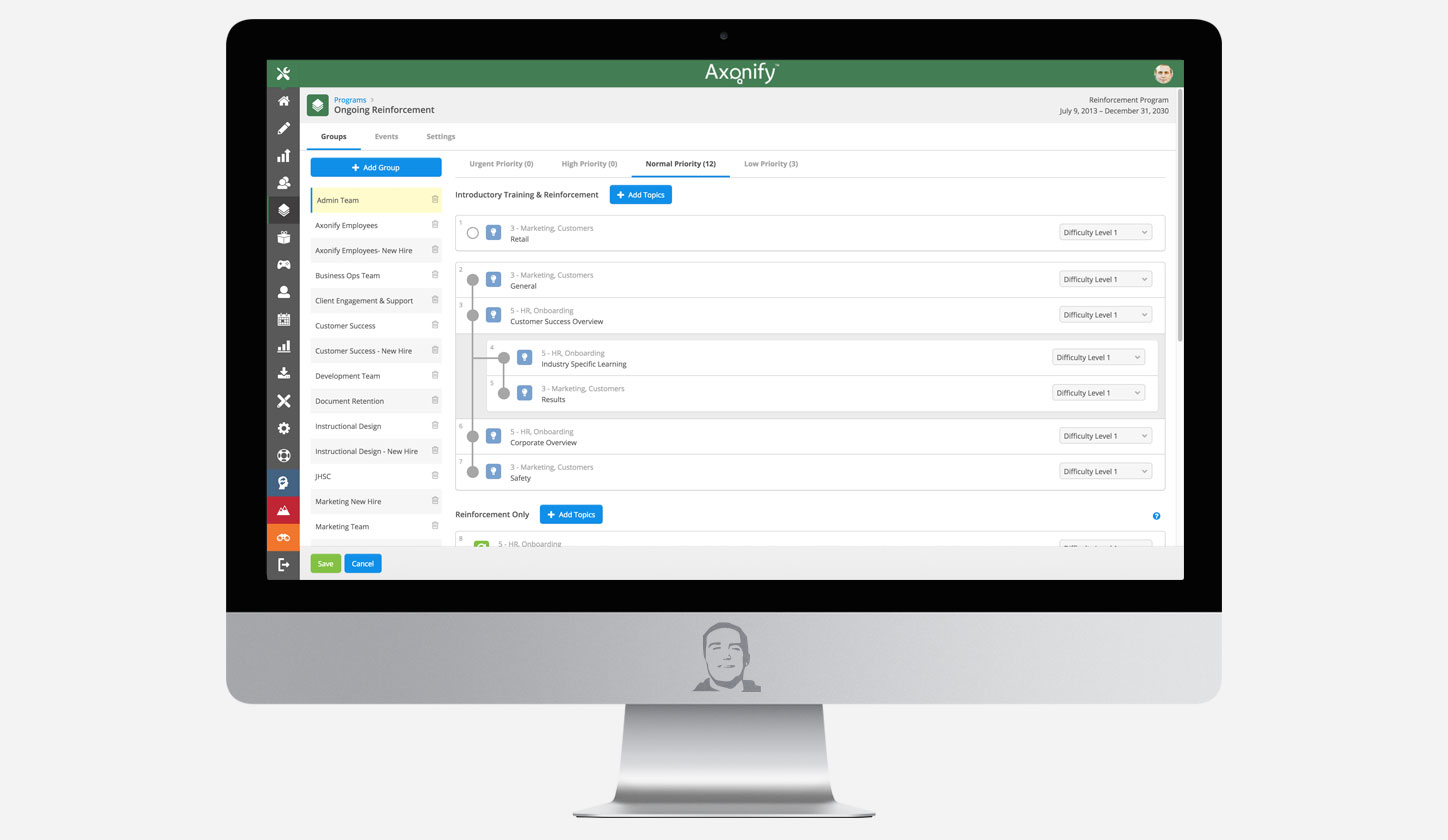 Axonify™
Programs >
Ongoing Reinforcement
Reinforcement Program
July 9, 2013 – December 31, 2030
Groups Events Settings
+ Add Group
Admin Team
Axonify Employees
Axonify Employees- New Hire
Business Ops Team
Client Engagement & Support
Customer Success
Customer Success - New Hire
Development Team
Document Retention
Instructional Design
Instructional Design - New Hire
JHSC
Marketing New Hire
Marketing Team
Urgent Priority (0) High Priority (0) Normal Priority (12) Low Priority (3)
Introductory Training & Reinforcement + Add Topics
1
3 - Marketing, Customers
Retail
Difficulty Level 1
2
3 - Marketing, Customers
General
Difficulty Level 1
3
5 - HR, Onboarding
Customer Success Overview
Difficulty Level 1
4
5 - HR, Onboarding
Industry Specific Learning
Difficulty Level 1
5
3 - Marketing, Customers
Results
Difficulty Level 1
6
5 - HR, Onboarding
Corporate Overview
Difficulty Level 1
7
3 - Marketing, Customers
Safety
Difficulty Level 1
Reinforcement Only + Add Topics ?
8
5 - HR, Onboarding
Save Cancel